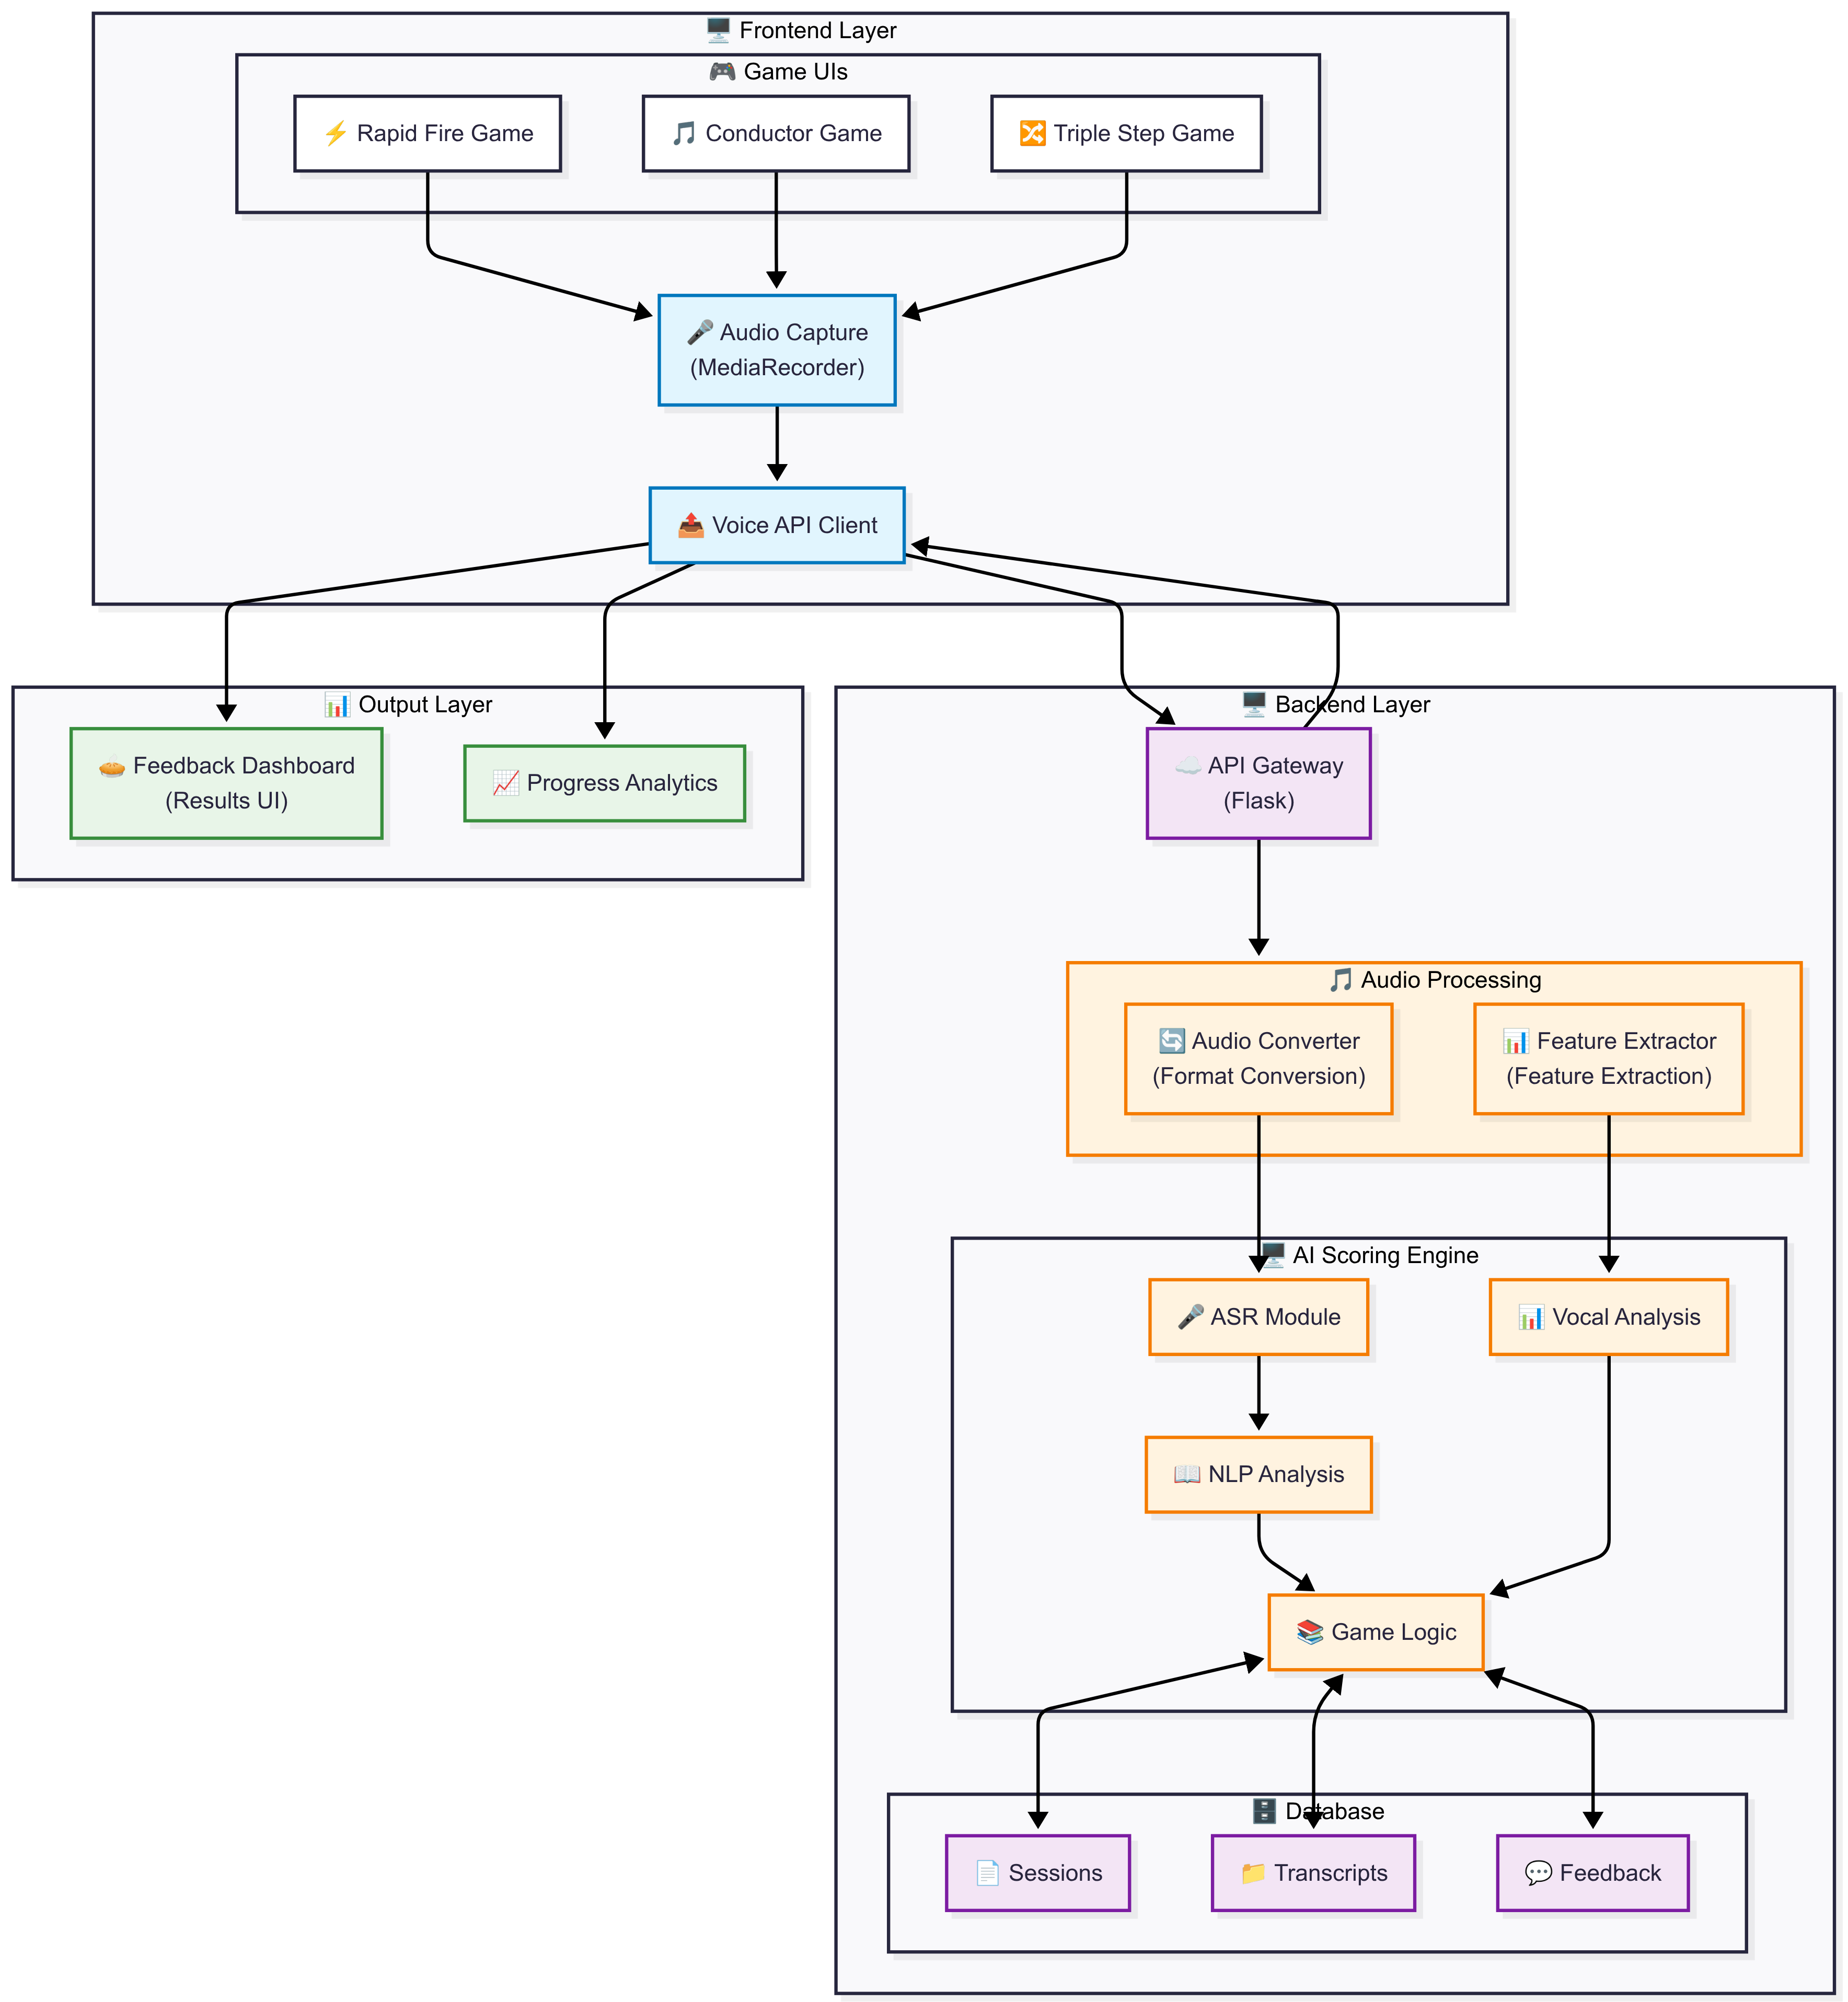 🖥️ Frontend Layer
🎮 Game UIs
⚡ Rapid Fire Game
🎵 Conductor Game
🔀 Triple Step Game
🎤 Audio Capture
(MediaRecorder)
📤 Voice API Client
📊 Output Layer
🥧 Feedback Dashboard
(Results UI)
📈 Progress Analytics
🖥️ Backend Layer
☁️ API Gateway
(Flask)
🎵 Audio Processing
🔄 Audio Converter
(Format Conversion)
📊 Feature Extractor
(Feature Extraction)
🖥️ AI Scoring Engine
🎤 ASR Module
📊 Vocal Analysis
📖 NLP Analysis
📚 Game Logic
🗄️ Database
📄 Sessions
📁 Transcripts
💬 Feedback